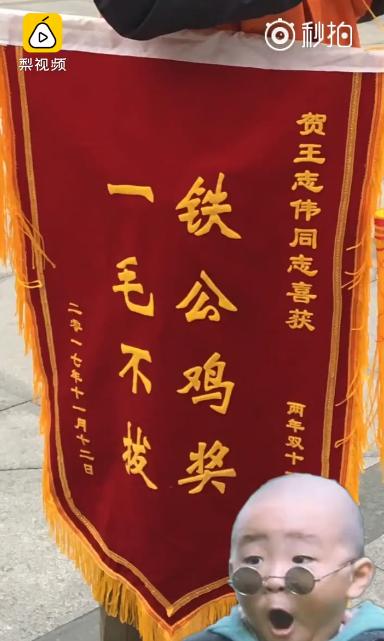 梨视频
秒拍
贺王志伟同志喜获
铁公鸡奖
一毛不拔
两年双十
二零一七年十一月十二日